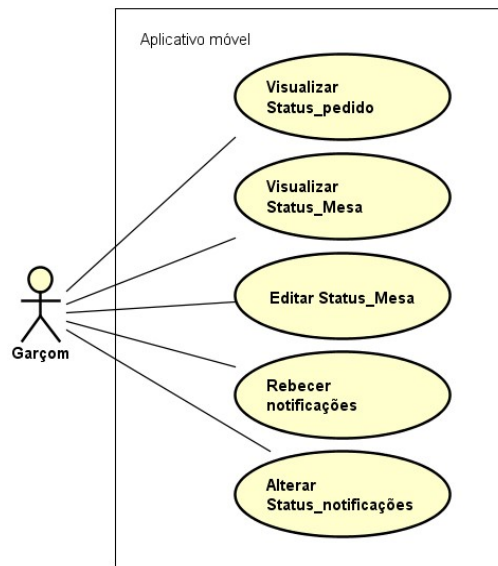 Aplicativo móvel
Visualizar
Status_pedido
Visualizar
Status_Mesa
Editar Status_Mesa
Garçom
Rebecer
notificações
Alterar
Status_notificações